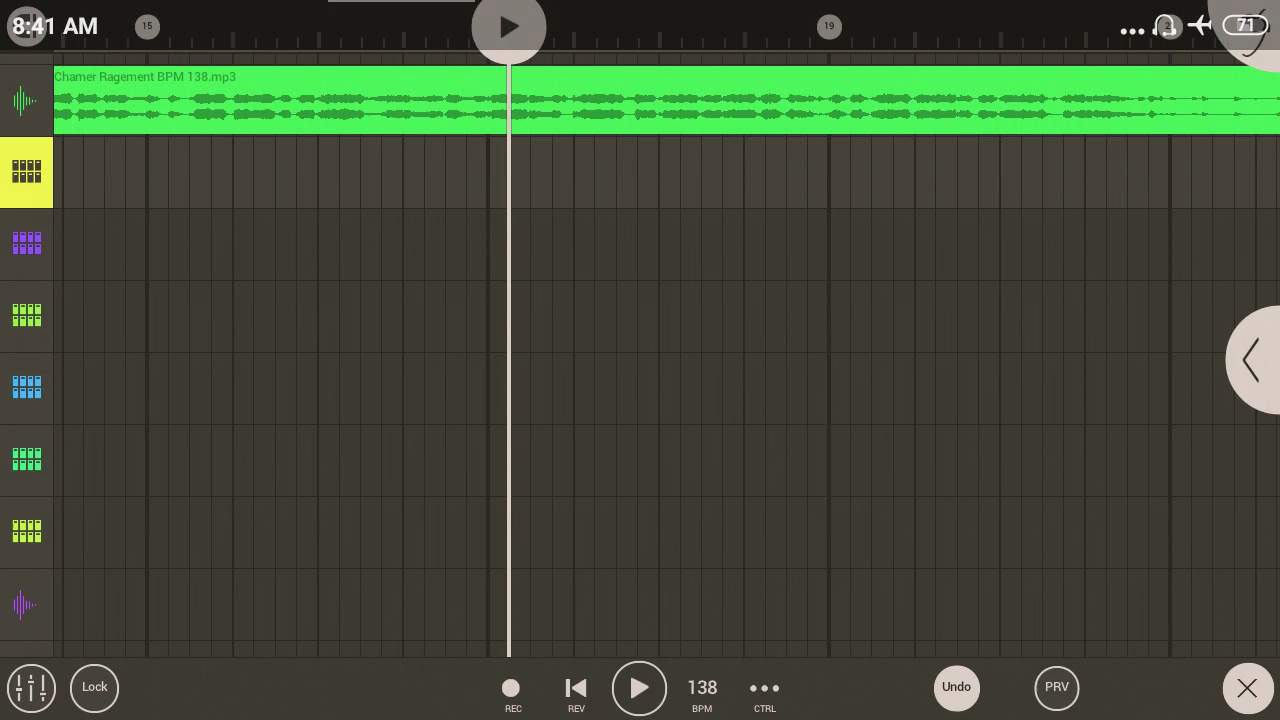 8:41 AM
15
19
2
71
Chamer Ragement BPM 138.mp3
Lock
REC
REV
138
BPM
CTRL
Undo
PRV